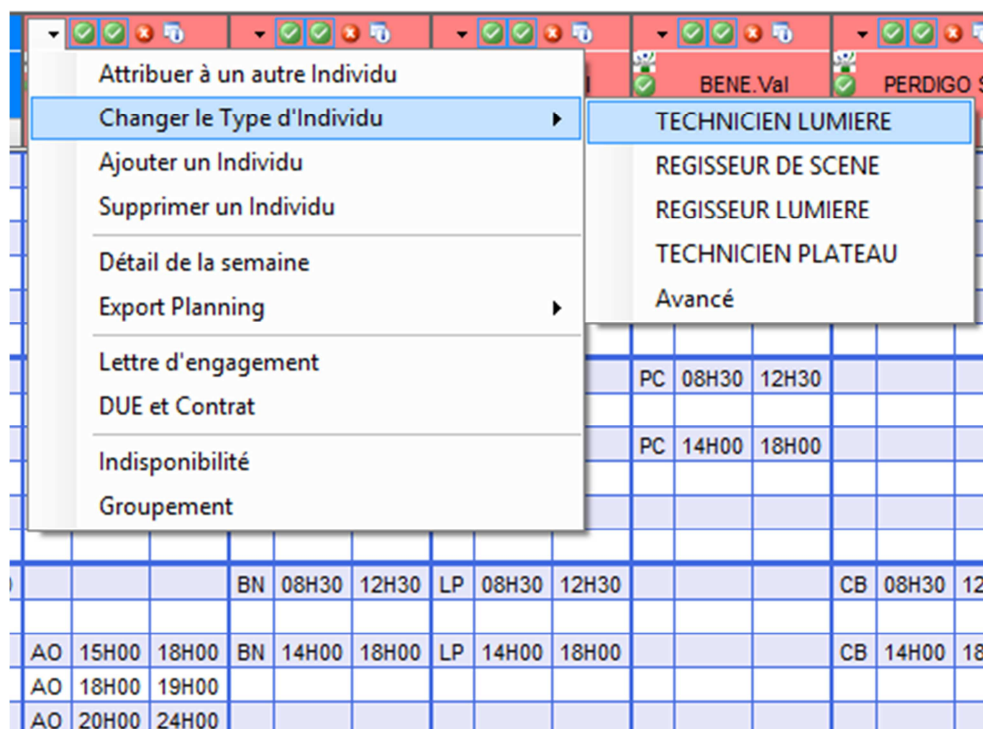 Attribuer à un autre Individu
BENE.Val
PERDIGO S
Changer le Type d'Individu
TECHNICIEN LUMIERE
Ajouter un Individu
REGISSEUR DE SCENE
Supprimer un Individu
REGISSEUR LUMIERE
TECHNICIEN PLATEAU
Détail de la semaine
Avancé
Export Planning
Lettre d'engagement
PC 08H30 12H30
DUE et Contrat
PC 14H00 18H00
Indisponibilité
Groupement
BN 08H30 12H30 LP 08H30 12H30 CB 08H30 12
AO 15H00 18H00 BN 14H00 18H00 LP 14H00 18H00 CB 14H00 18
AO 18H00 19H00
AO 20H00 24H00